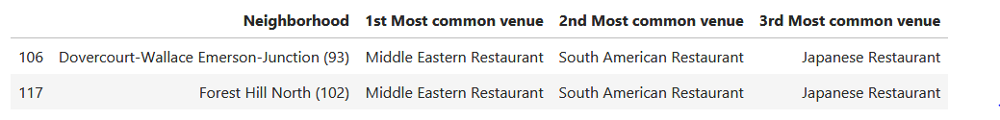 Neighborhood 1st Most common venue 2nd Most common venue 3rd Most common venue
106 Dovercourt-Wallace Emerson-Junction (93) Middle Eastern Restaurant South American Restaurant Japanese Restaurant
117 Forest Hill North (102) Middle Eastern Restaurant South American Restaurant Japanese Restaurant